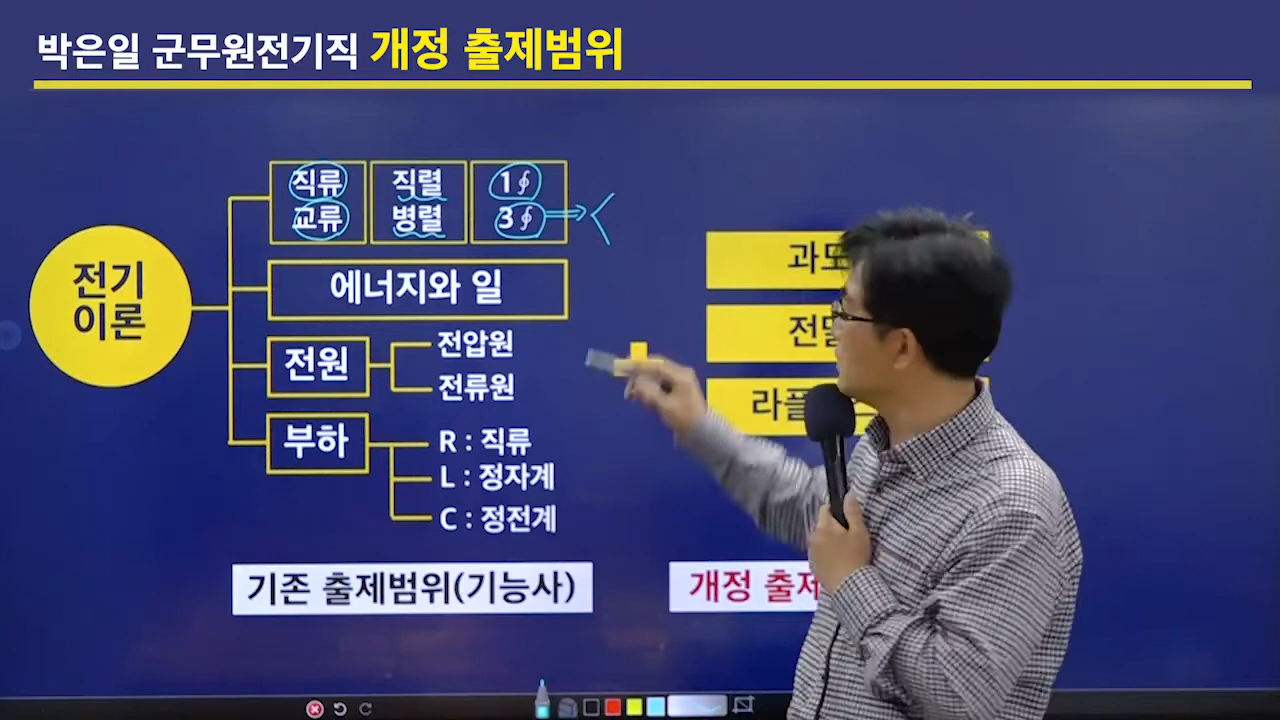 박은일 군무원전기직 개정 출제범위
직류 직렬 1∮
교류 병렬 3∮
전기
이론
에너지와 일
전원
전압원
전류원
부하
R : 직류
L : 정자계
C : 정전계
기존 출제범위(기능사)
+
개정